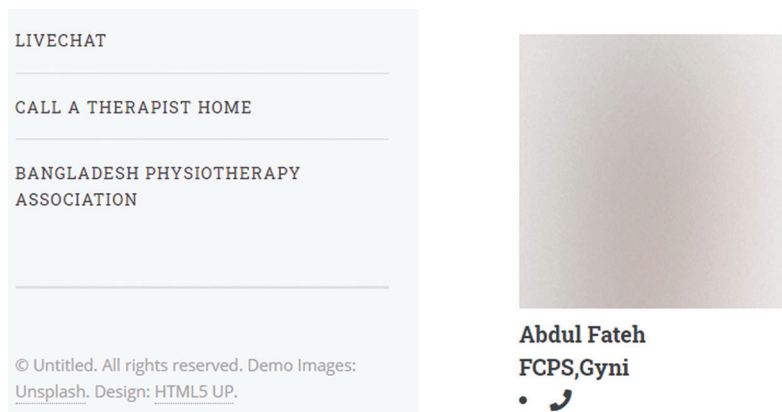 LIVECHAT
CALL A THERAPIST HOME
BANGLADESH PHYSIOTHERAPY
ASSOCIATION
© Untitled. All rights reserved. Demo Images:
Unsplash. Design: HTML5 UP.
Abdul Fateh
FCPS,Gyni